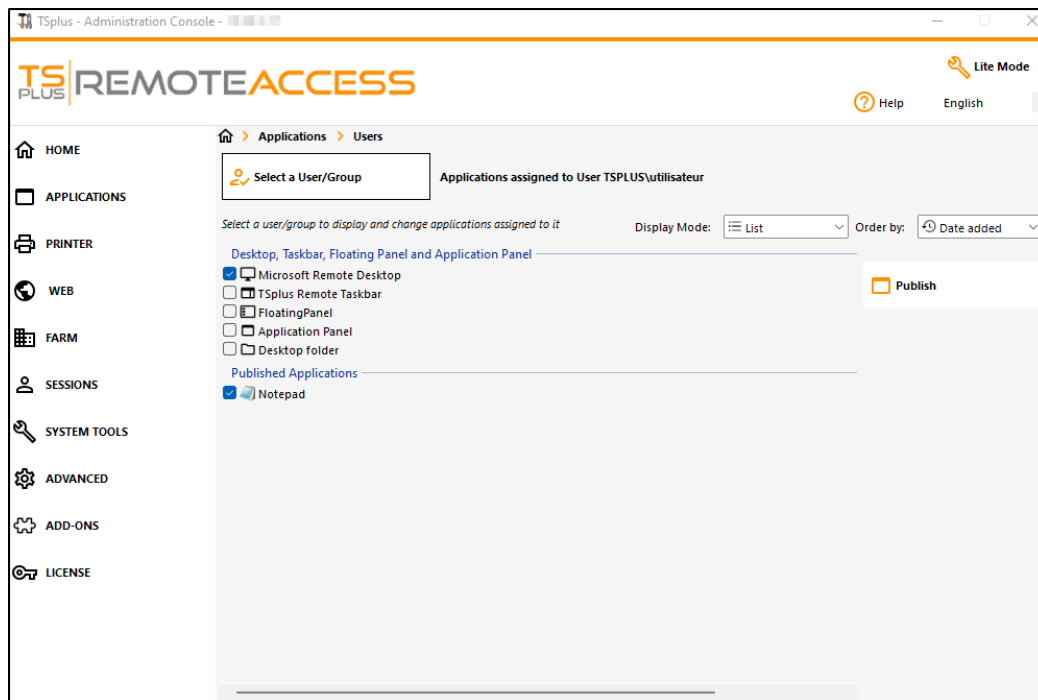 TSplus - Administration Console -
TS PLUS REMOTEACCESS
Lite Mode
Help English
HOME
APPLICATIONS
PRINTER
WEB
FARM
SESSIONS
SYSTEM TOOLS
ADVANCED
ADD-ONS
LICENSE
Applications > Users
Select a User/Group
Applications assigned to User TSPLUS\utilisateur
Select a user/group to display and change applications assigned to it
Display Mode: List Order by: Date added
Desktop, Taskbar, Floating Panel and Application Panel
Microsoft Remote Desktop
TSplus Remote Taskbar
FloatingPanel
Application Panel
Desktop folder
Published Applications
Notepad
Publish